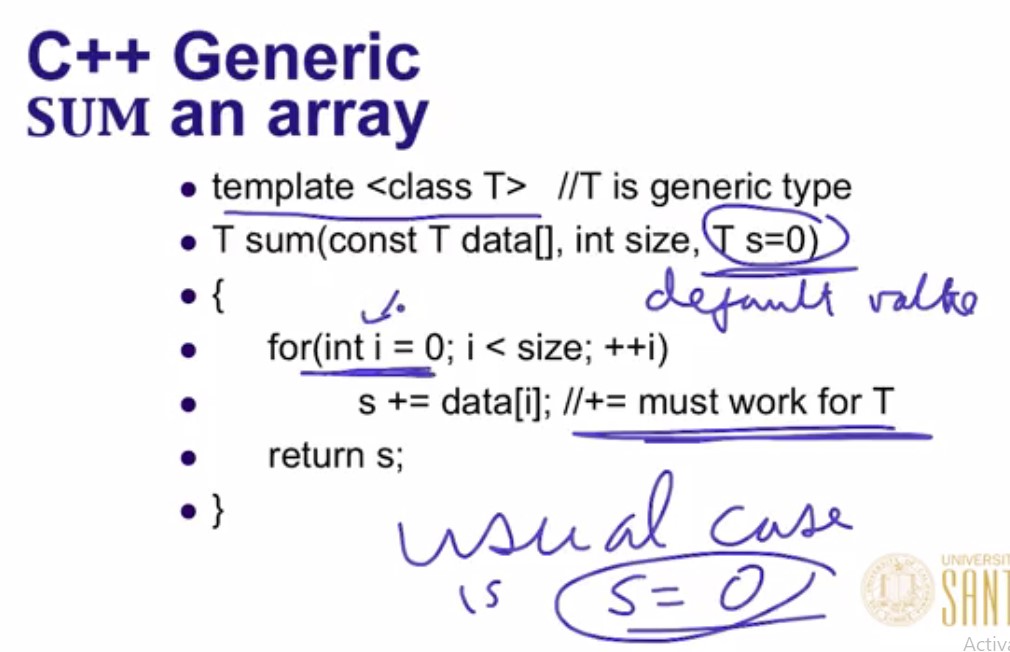 C++ Generic
SUM an array
• template <class T> //T is generic type
• T sum(const T data[], int size, T s=0)
• {
default value
• for(int i = 0; i < size; ++i)
• s += data[i]; //+= must work for T
• return s;
• }
usual case
is s = 0
UNIVERSIT
SANT
Activa